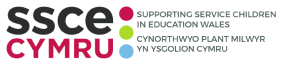 ssce
CYMRU
SUPPORTING SERVICE CHILDREN
IN EDUCATION WALES
CYNORTHWYO PLANT MILWYR
YN YSGOLION CYMRU